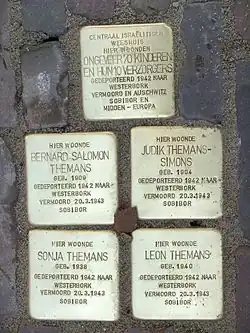 CENTRAAL ISRAËLITISCH
WEESHUIS
HIER WOONDEN
ONGEVEER 70 KINDEREN
EN HUN 10 VERZORGERS
GEDEPORTEERD 1942 NAAR
WESTERBORK
VERMOORD IN AUSCHWITZ
SOBIBOR EN
MIDDEN - EUROPA
HIER WOONDE
BERNARD SALOMON
THEMANS
GEB. 1909
GEDEPORTEERD 1942 NAAR
WESTERBORK
VERMOORD 20.3.1943
SOBIBOR
HIER WOONDE
JUDIK THEMANS-
SIMONS
GEB. 1904
GEDEPORTEERD 1942 NAAR
WESTERBORK
VERMOORD 20.3.1943
SOBIBOR
HIER WOONDE
SONJA THEMANS
GEB. 1938
GEDEPORTEERD 1942 NAAR
WESTERBORK
VERMOORD 20.3.1943
SOBIBOR
HIER WOONDE
LEON THEMANS
GEB. 1940
GEDEPORTEERD 1942 NAAR
WESTERBORK
VERMOORD 20.3.1943
SOBIBOR